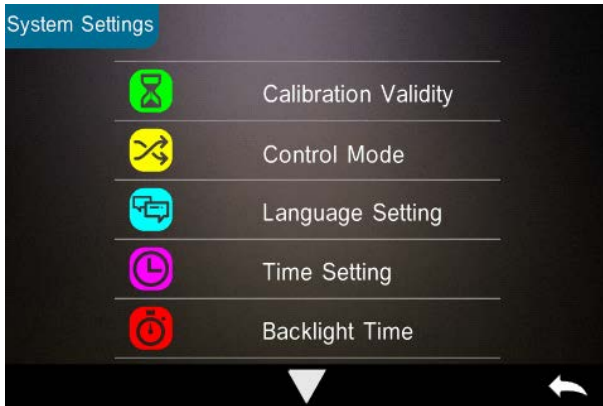 System Settings
Calibration Validity
Control Mode
Language Setting
Time Setting
Backlight Time